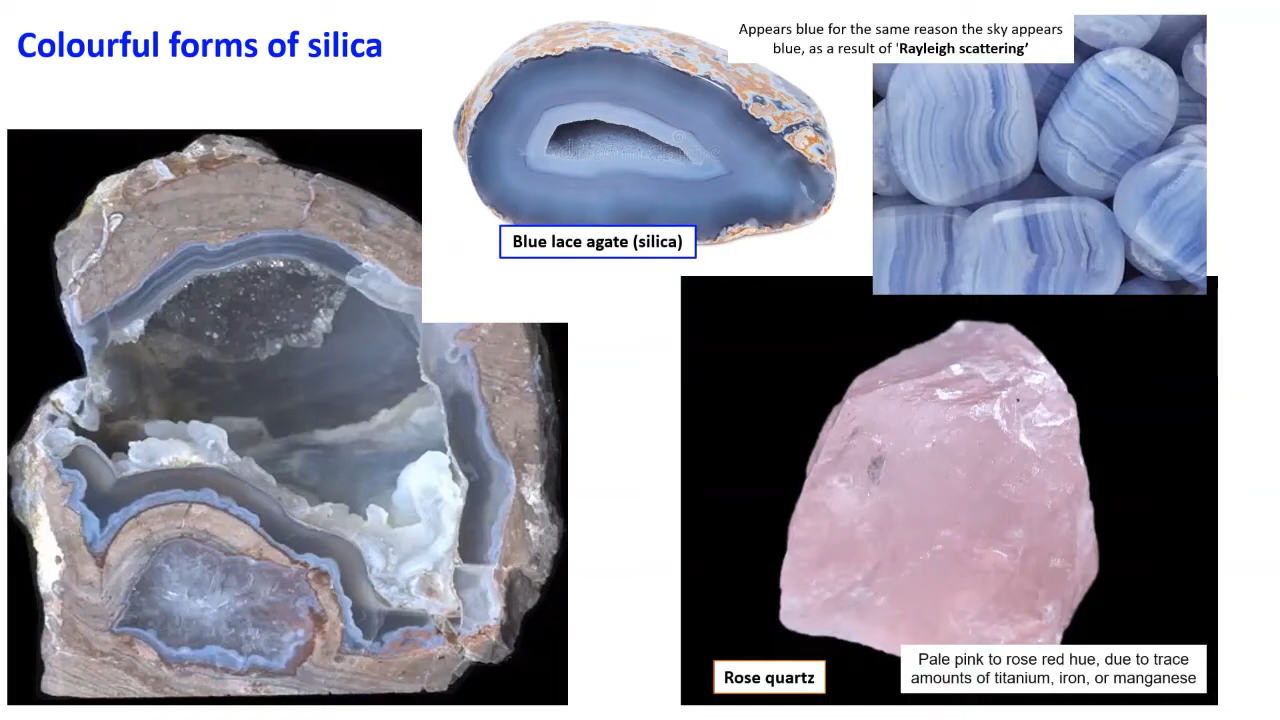 Colourful forms of silica
Appears blue for the same reason the sky appears
blue, as a result of 'Rayleigh scattering’
Blue lace agate (silica)
Rose quartz
Pale pink to rose red hue, due to trace
amounts of titanium, iron, or manganese